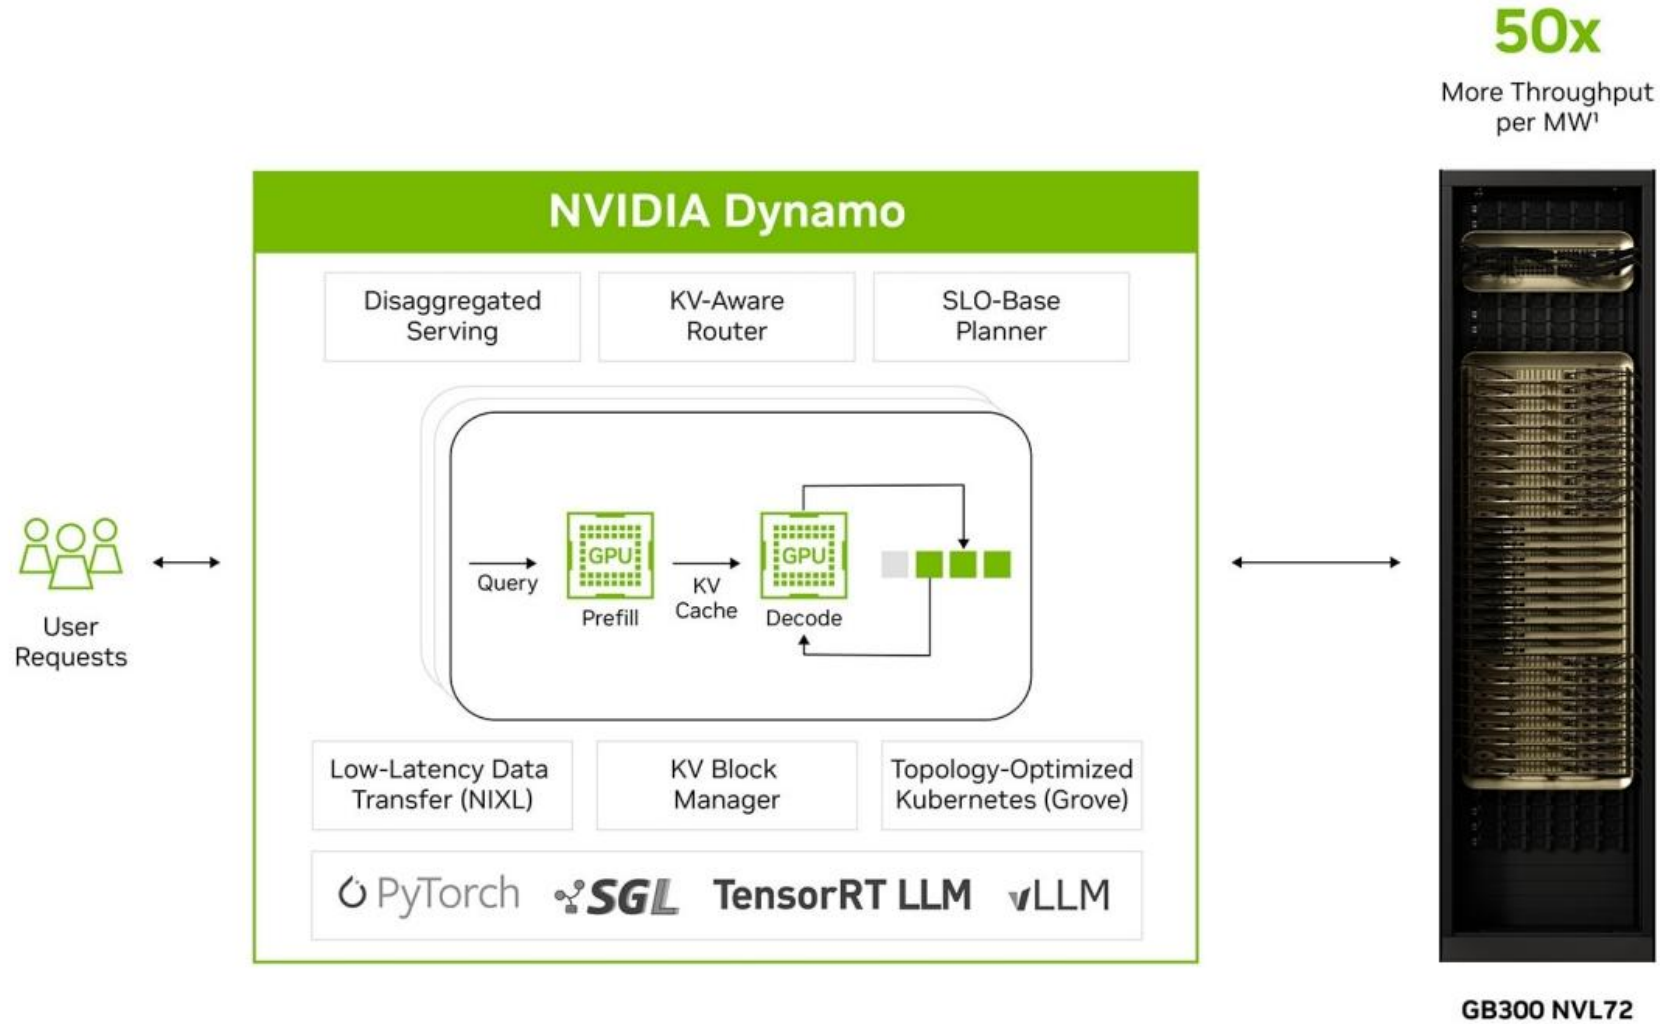 50x
More Throughput
per MW¹
NVIDIA Dynamo
Disaggregated
Serving
KV-Aware
Router
SLO-Base
Planner
User
Requests
Query
GPU
Prefill
KV
Cache
GPU
Decode
Low-Latency Data
Transfer (NIXL)
KV Block
Manager
Topology-Optimized
Kubernetes (Grove)
PyTorch
SGL
TensorRT LLM
vLLM
GB300 NVL72